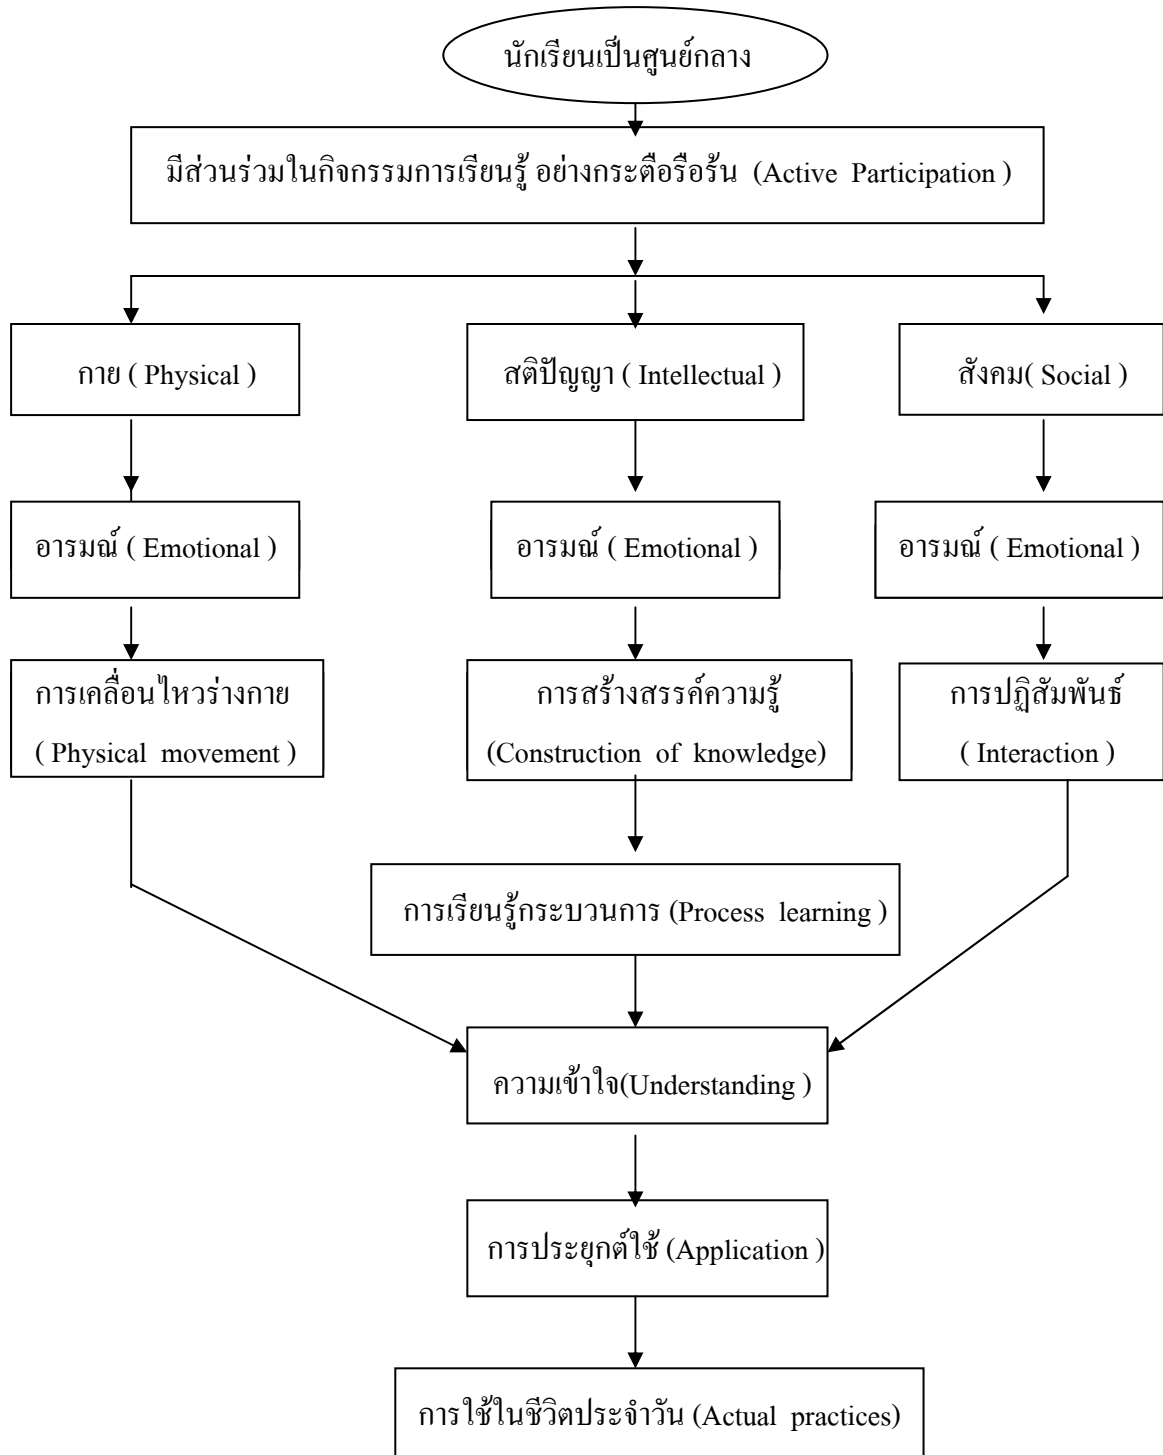 นักเรียนเป็นศูนย์กลาง
มีส่วนร่วมในกิจกรรมการเรียนรู้ อย่างกระตือรือร้น (Active Participation )
กาย ( Physical )
สติปัญญา ( Intellectual )
สังคม( Social )
อารมณ์ ( Emotional )
อารมณ์ ( Emotional )
อารมณ์ ( Emotional )
การเคลื่อนไหวร่างกาย
( Physical movement )
การสร้างสรรค์ความรู้
(Construction of knowledge)
การปฏิสัมพันธ์
( Interaction )
การเรียนรู้กระบวนการ (Process learning )
ความเข้าใจ(Understanding )
การประยุกต์ใช้ (Application )
การใช้ในชีวิตประจำวัน (Actual practices)